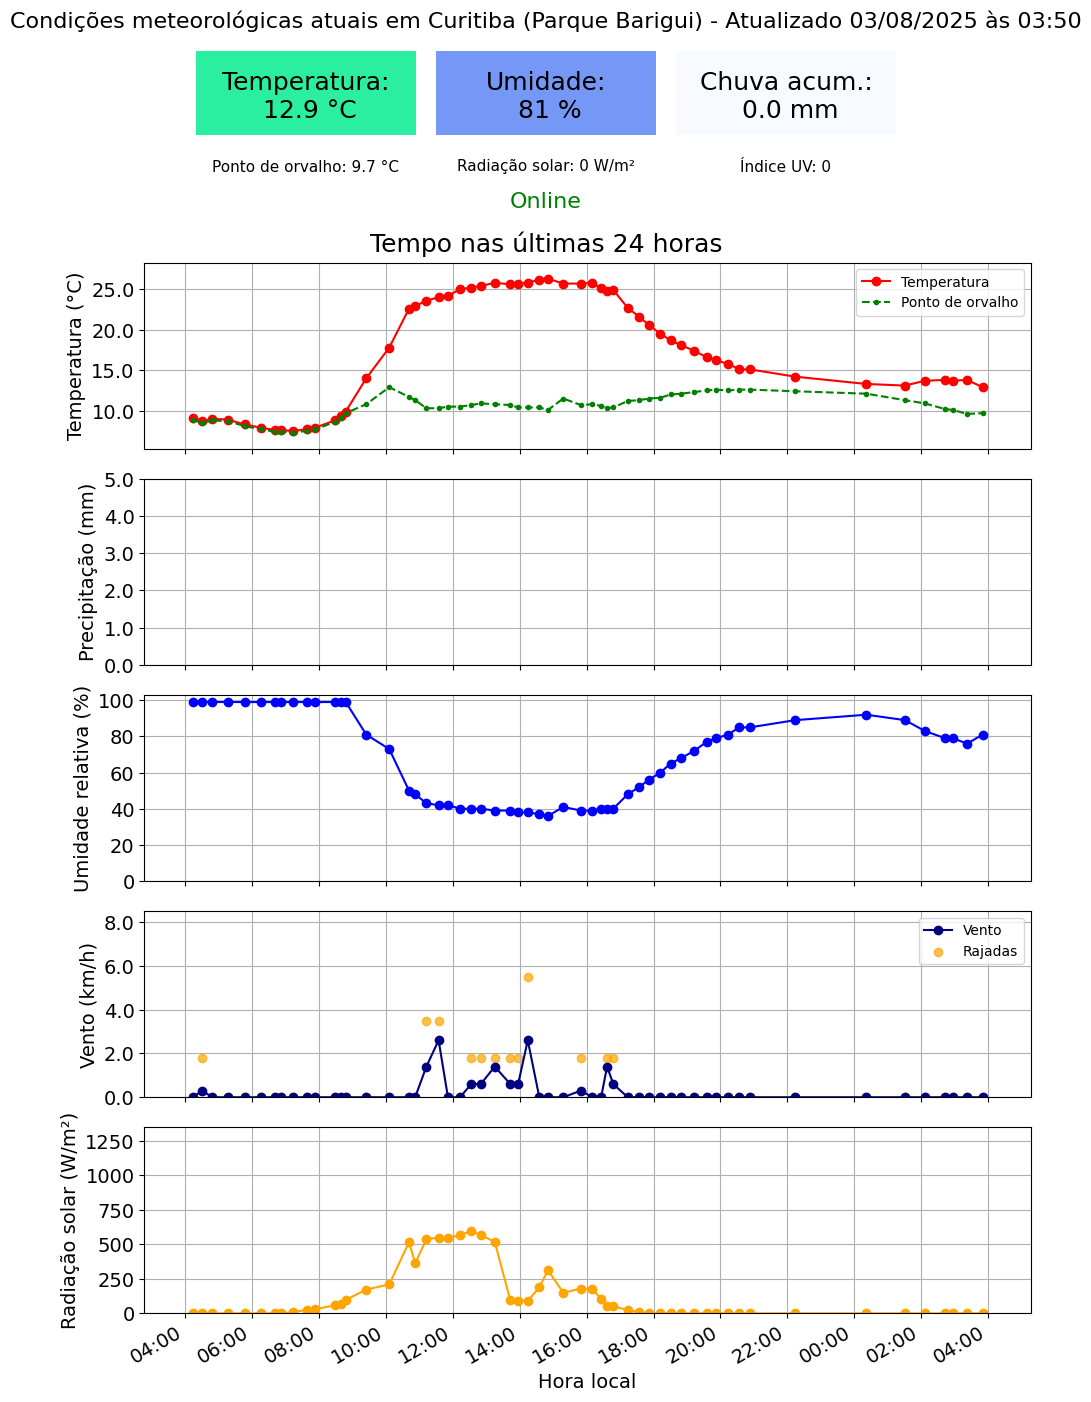 Condições meteorológicas atuais em Curitiba (Parque Barigui) - Atualizado 03/08/2025 às 03:50
Temperatura:
12.9 °C
Umidade:
81 %
Chuva acum.:
0.0 mm
Ponto de orvalho: 9.7 °C
Radiação solar: 0 W/m²
Índice UV: 0
Online
Tempo nas últimas 24 horas
Temperatura (°C)
25.0
20.0
15.0
10.0
Temperatura
Ponto de orvalho
Precipitação (mm)
5.0
4.0
3.0
2.0
1.0
0.0
Umidade relativa (%)
100
80
60
40
20
0
Vento (km/h)
8.0
6.0
4.0
2.0
0.0
Vento
Rajadas
Radiação solar (W/m²)
1250
1000
750
500
250
0
04:00
06:00
08:00
10:00
12:00
14:00
16:00
18:00
20:00
22:00
00:00
02:00
04:00
Hora local